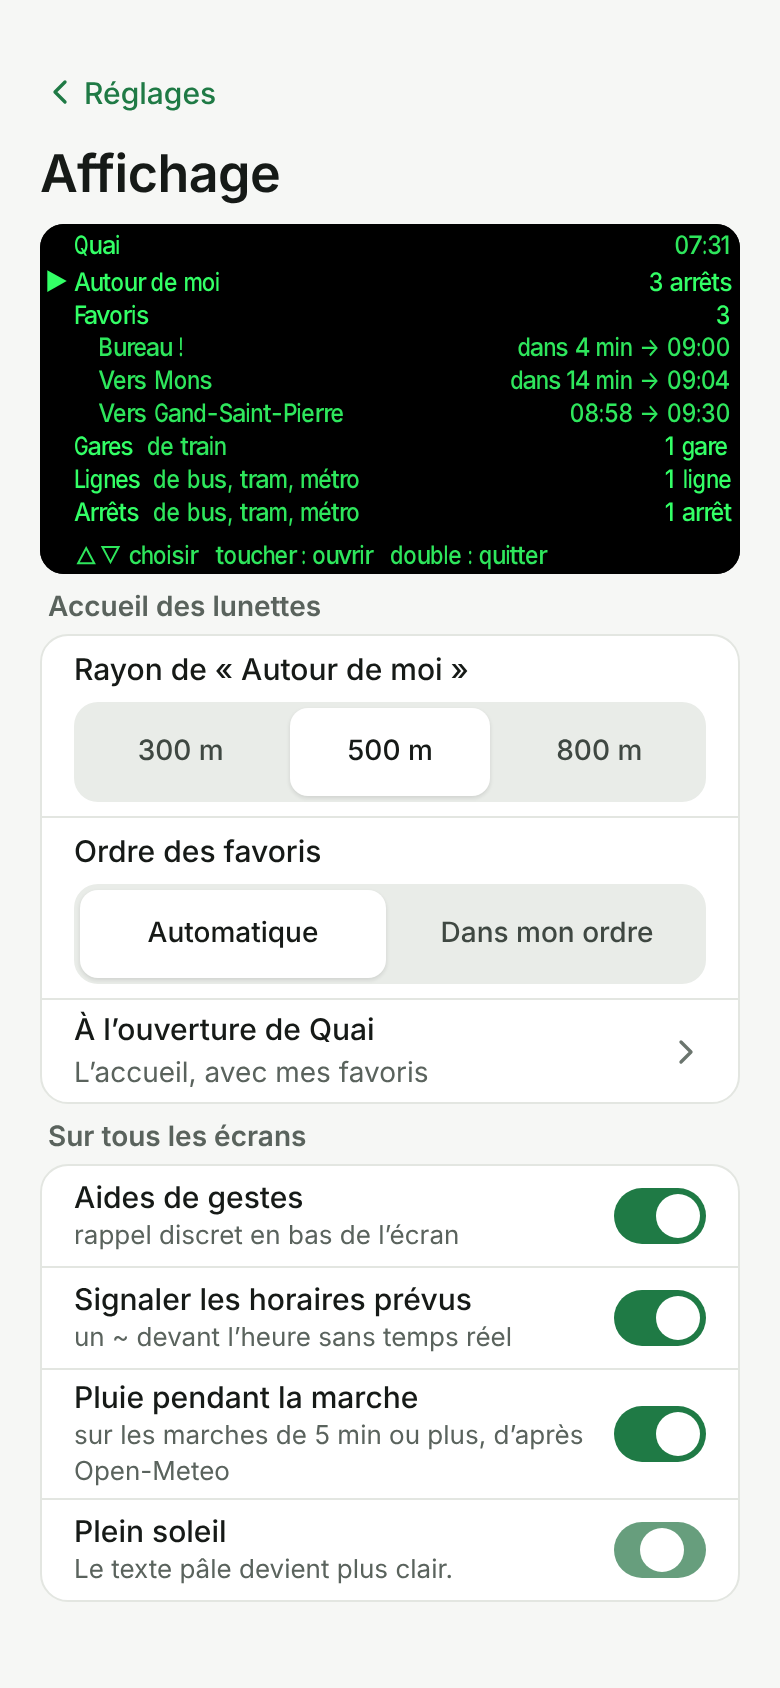 Réglages
Affichage
Quai 07:31
▶ Autour de moi 3 arrêts
Favoris 3
Bureau ! dans 4 min → 09:00
Vers Mons dans 14 min → 09:04
Vers Gand-Saint-Pierre 08:58 → 09:30
Gares de train 1 gare
Lignes de bus, tram, métro 1 ligne
Arrêts de bus, tram, métro 1 arrêt
△▽ choisir toucher : ouvrir double : quitter
Accueil des lunettes
Rayon de « Autour de moi »
300 m 500 m 800 m
Ordre des favoris
Automatique Dans mon ordre
À l’ouverture de Quai
L’accueil, avec mes favoris
Sur tous les écrans
Aides de gestes
rappel discret en bas de l’écran
Signaler les horaires prévus
un ~ devant l’heure sans temps réel
Pluie pendant la marche
sur les marches de 5 min ou plus, d’après
Open-Meteo
Plein soleil
Le texte pâle devient plus clair.